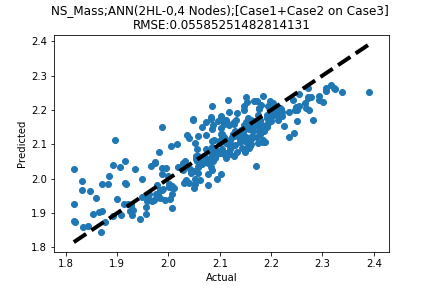 NS_Mass;ANN(2HL-0,4 Nodes);[Case1+Case2 on Case3]
RMSE:0.05585251482814131
2.4
2.3
2.2
2.1
2.0
1.9
1.8
Predicted
1.8 1.9 2.0 2.1 2.2 2.3 2.4
Actual